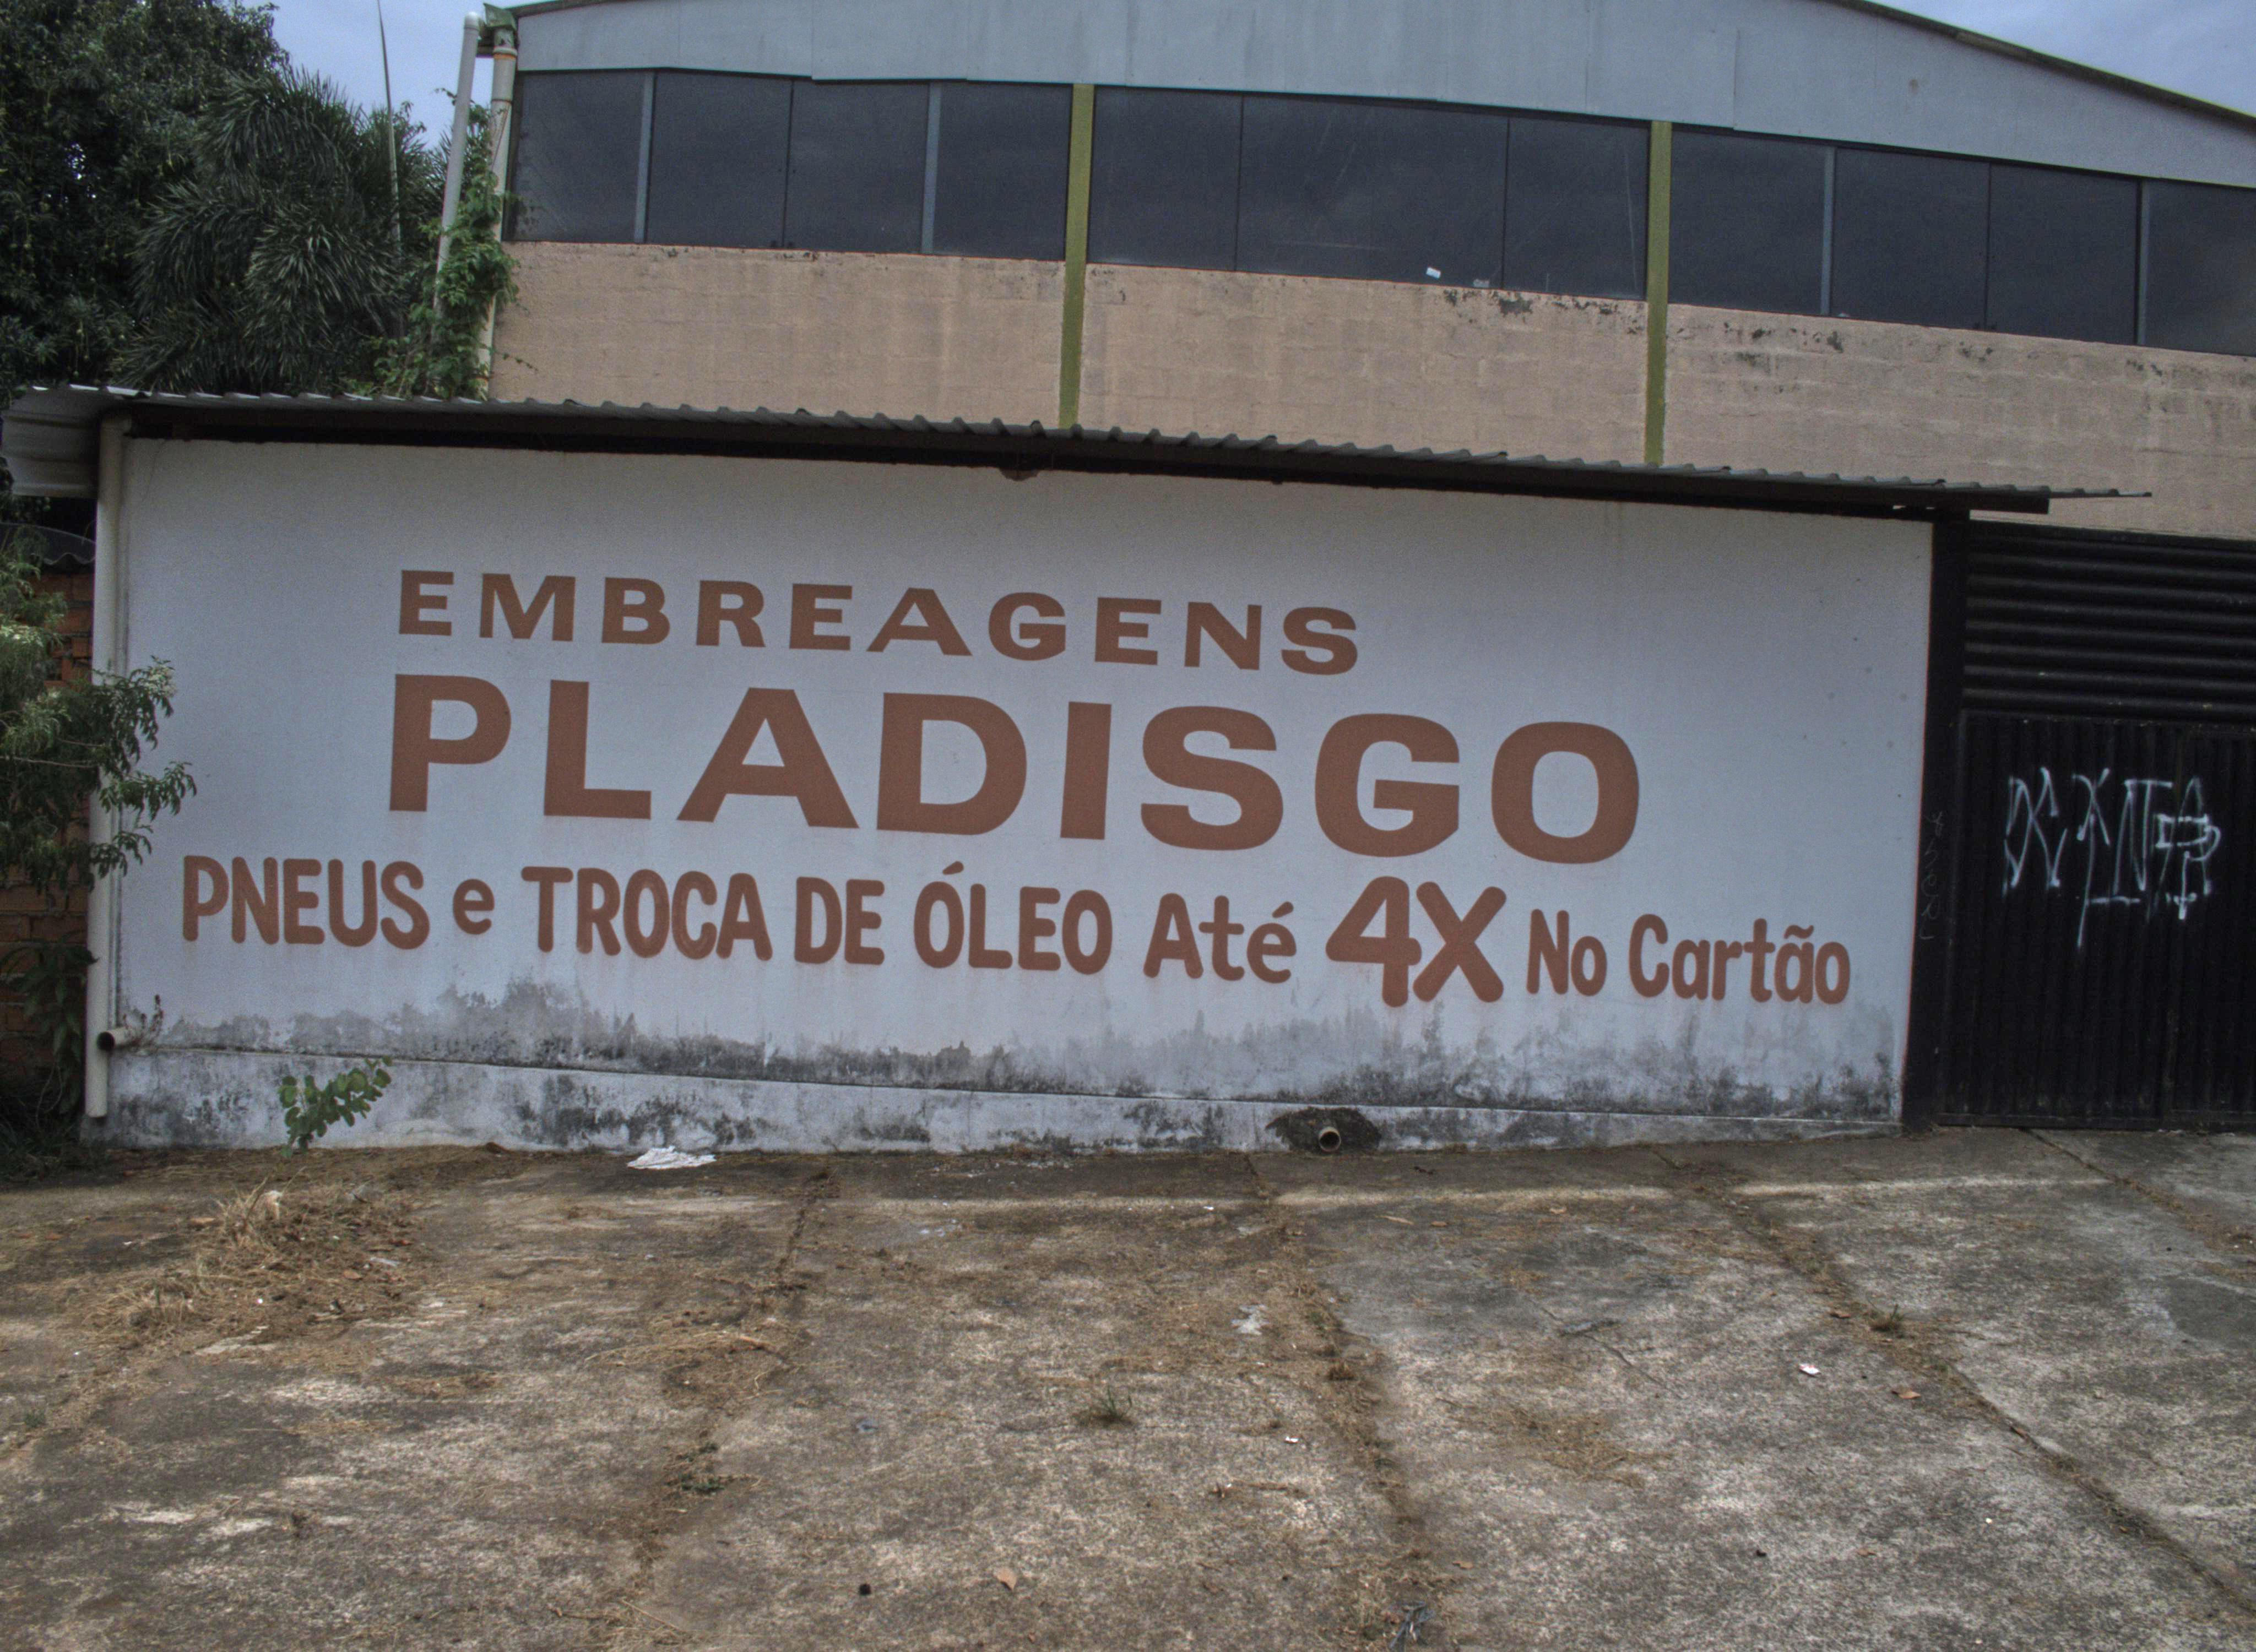 EMBREAGENS
PLADISGO
PNEUS e TROCA DE ÓLEO Até 4X No Cartão